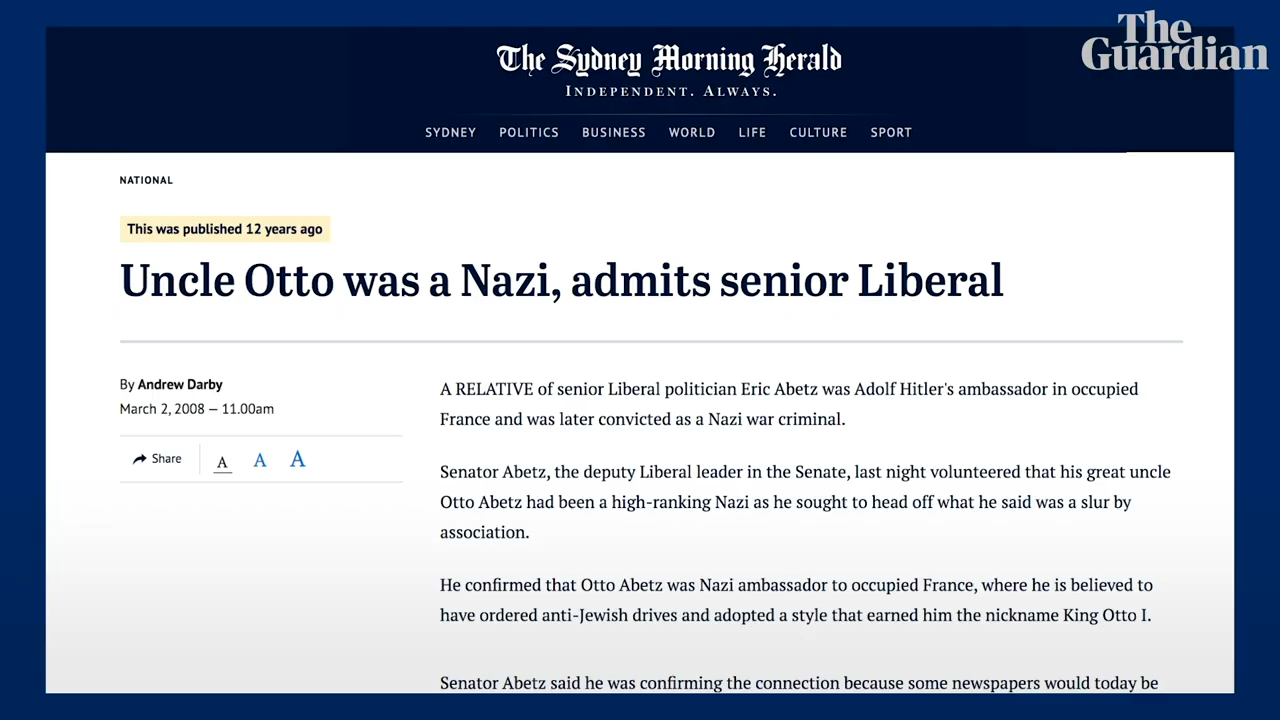 The
Guardian
The Sydney Morning Herald
INDEPENDENT. ALWAYS.
SYDNEY POLITICS BUSINESS WORLD LIFE CULTURE SPORT
NATIONAL
This was published 12 years ago
Uncle Otto was a Nazi, admits senior Liberal
By Andrew Darby
March 2, 2008 – 11.00am
Share A A A
A RELATIVE of senior Liberal politician Eric Abetz was Adolf Hitler's ambassador in occupied
France and was later convicted as a Nazi war criminal.
Senator Abetz, the deputy Liberal leader in the Senate, last night volunteered that his great uncle
Otto Abetz had been a high-ranking Nazi as he sought to head off what he said was a slur by
association.
He confirmed that Otto Abetz was Nazi ambassador to occupied France, where he is believed to
have ordered anti-Jewish drives and adopted a style that earned him the nickname King Otto I.
Senator Abetz said he was confirming the connection because some newspapers would today be